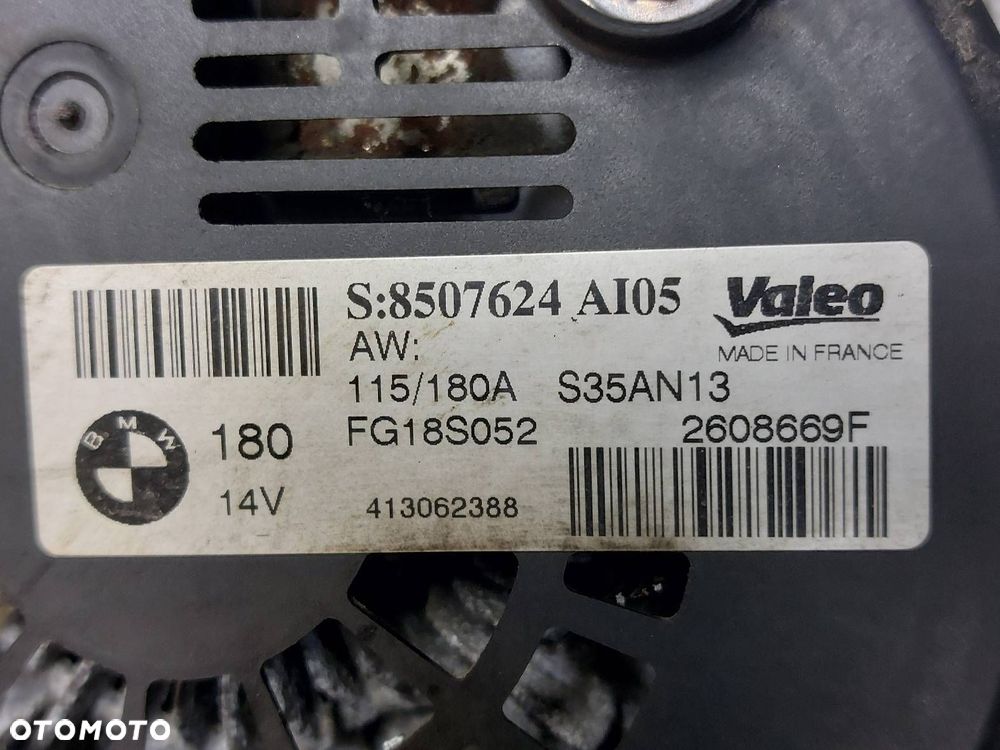 S:8507624 AI05
Valeo
AW:
MADE IN FRANCE
115/180A S35AN13
BMW
180
FG18S052
2608669F
14V
413062388
OTOMOTO